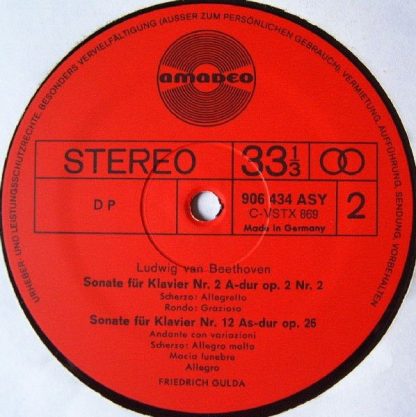 URHEBER- UND LEISTUNGSSCHUTZRECHTE, BESONDERS VERVIELFÄLTIGUNG (AUSSER ZUM PERSÖNLICHEN GEBRAUCH), VERMIETUNG, AUFFÜHRUNG, SENDUNG, VORBEHALTEN
amadeo
STEREO
33 1/3
DP
906 434 ASY
C-VSTX 869
Made in Germany
2
Ludwig van Beethoven
Sonate für Klavier Nr. 2 A-dur op. 2 Nr. 2
Scherzo: Allegretto
Rondo: Grazioso
Sonate für Klavier Nr. 12 As-dur op. 26
Andante con variazioni
Scherzo: Allegro molto
Macia funebre
Allegro
FRIEDRICH GULDA